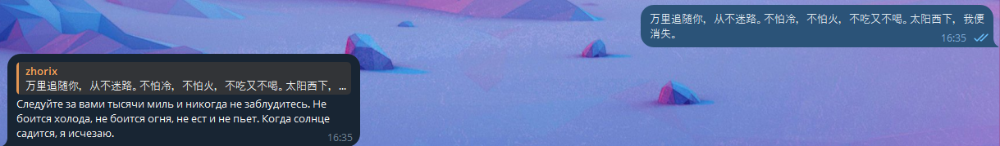 万里追随你，从不迷路。不怕冷，不怕火，不吃又不喝。太阳西下，我便
消失。
16:35
zhorix
万里追随你，从不迷路。不怕冷，不怕火，不吃又不喝。太阳西下，...
Следуйте за вами тысячи миль и никогда не заблудитесь. Не
боится холода, не боится огня, не ест и не пьет. Когда солнце
садится, я исчезаю.
16:35